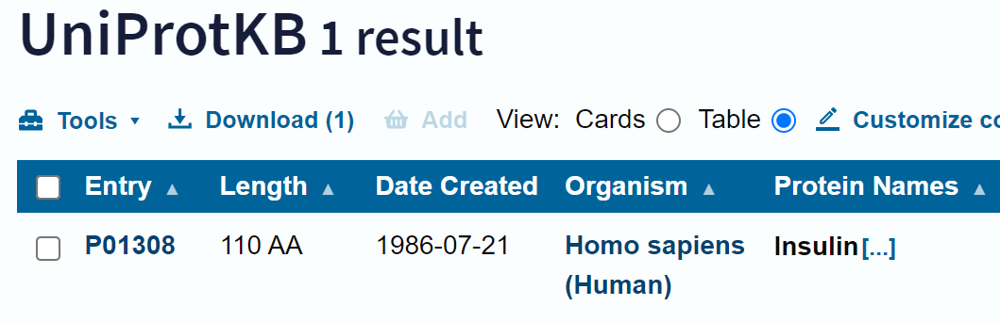 UniProtKB 1 result
Tools Download (1) Add View: Cards Table Customize co
Entry Length Date Created Organism Protein Names
P01308 110 AA 1986-07-21 Homo sapiens Insulin[...]
(Human)